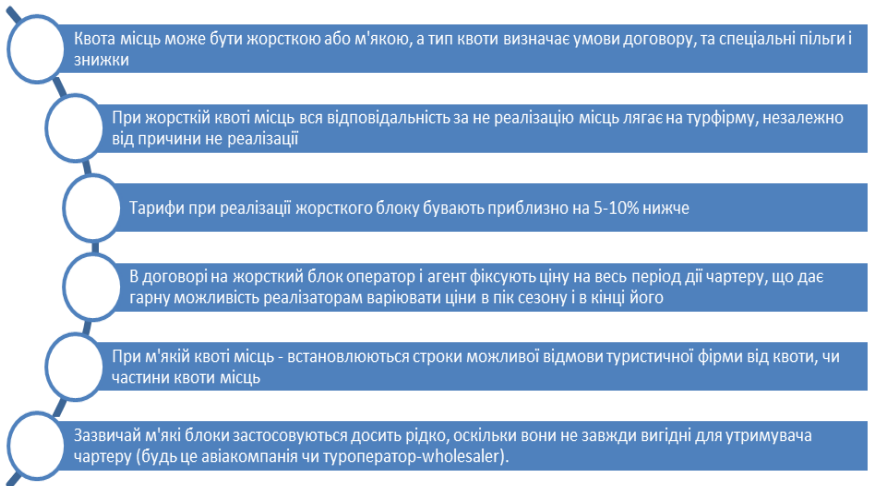 Квота місць може бути жорсткою або м'якою, а тип квоти визначає умови договору, та спеціальні пільги і
знижки
При жорсткій квоті місць вся відповідальність за не реалізацію місць лягає на турфірму, незалежно
від причини не реалізації
Тарифи при реалізації жорсткого блоку бувають приблизно на 5-10% нижче
В договорі на жорсткий блок оператор і агент фіксують ціну на весь період дії чартеру, що дає
гарну можливість реалізаторам варіювати ціни в пік сезону і в кінці його
При м'якій квоті місць - встановлюються строки можливої відмови туристичної фірми від квоти, чи
частини квоти місць
Зазвичай м'які блоки застосовуються досить рідко, оскільки вони не завжди вигідні для утримувача
чартеру (будь це авіакомпанія чи туроператор-wholesaler).